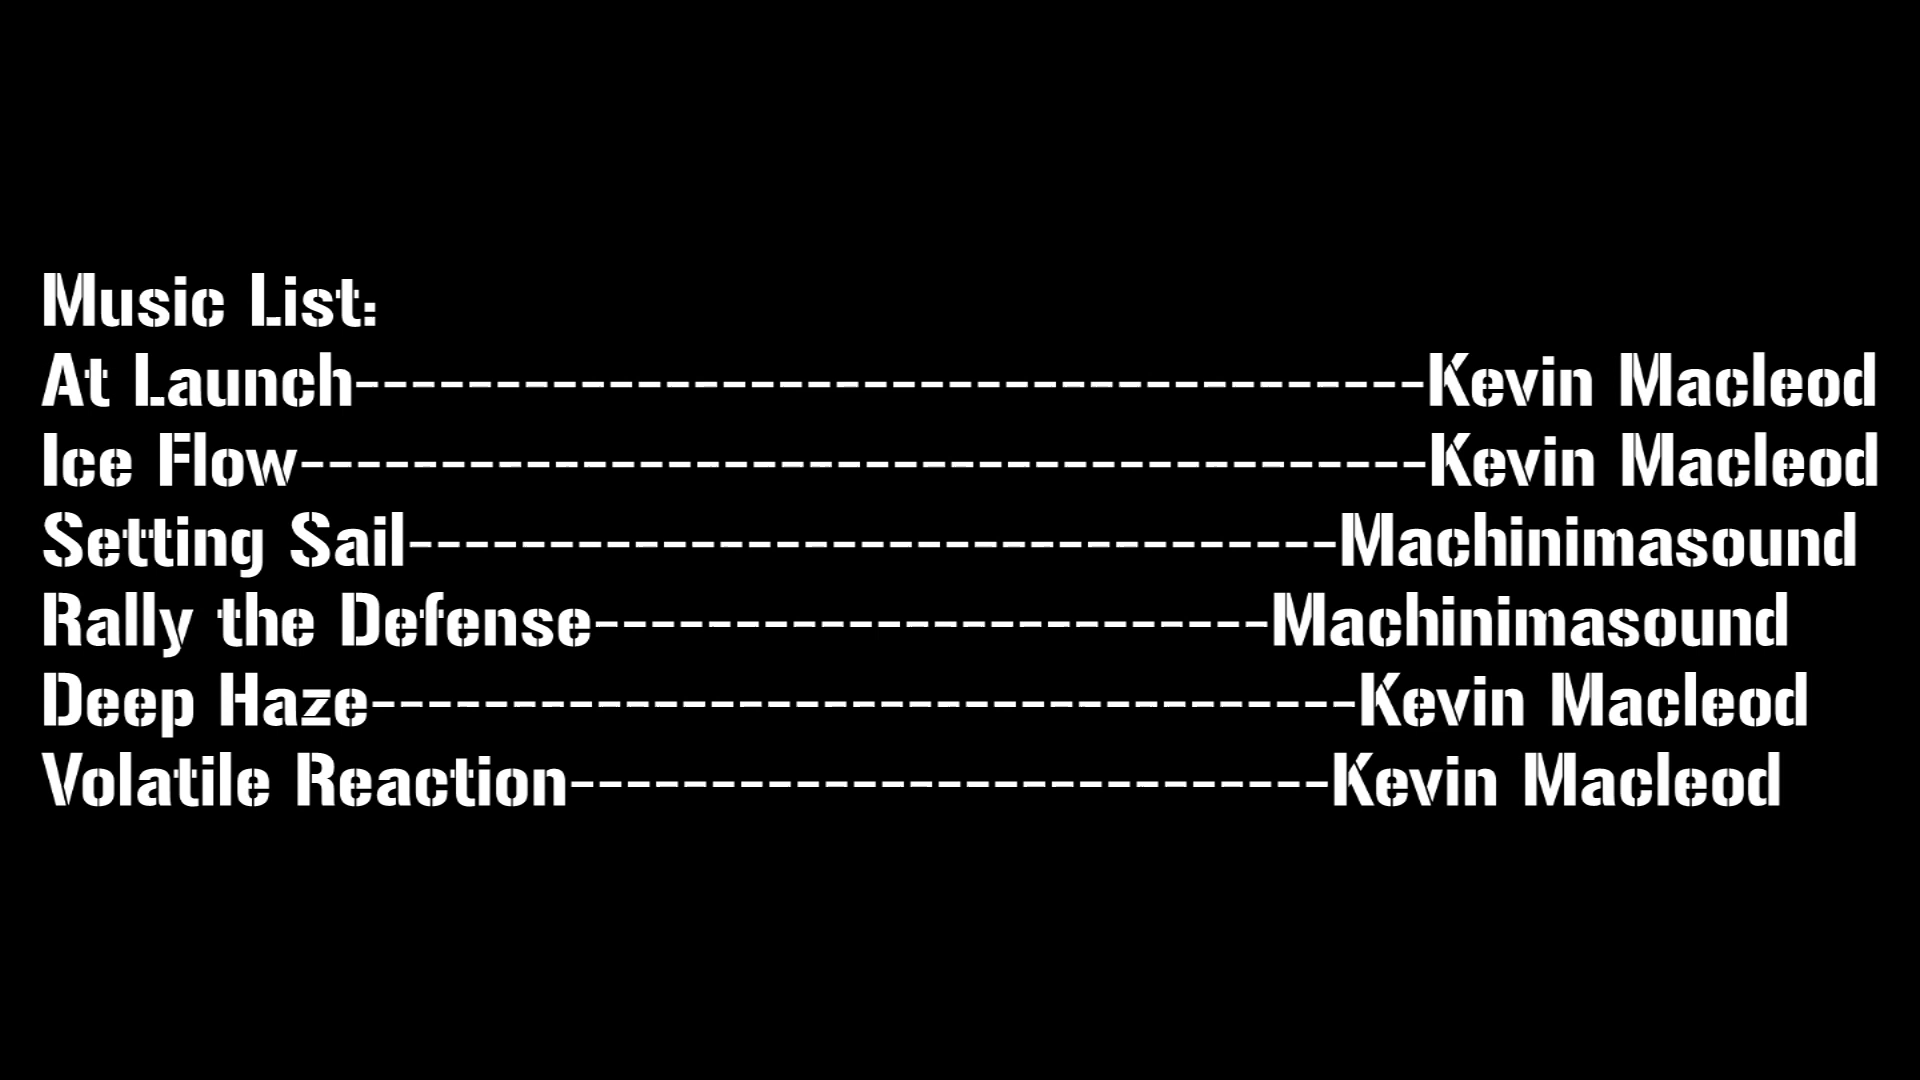 Music List:
At Launch--------------------------------------Kevin Macleod
Ice Flow----------------------------------------Kevin Macleod
Setting Sail---------------------------------Machinimasound
Rally the Defense------------------------Machinimasound
Deep Haze-----------------------------------Kevin Macleod
Volatile Reaction---------------------------Kevin Macleod